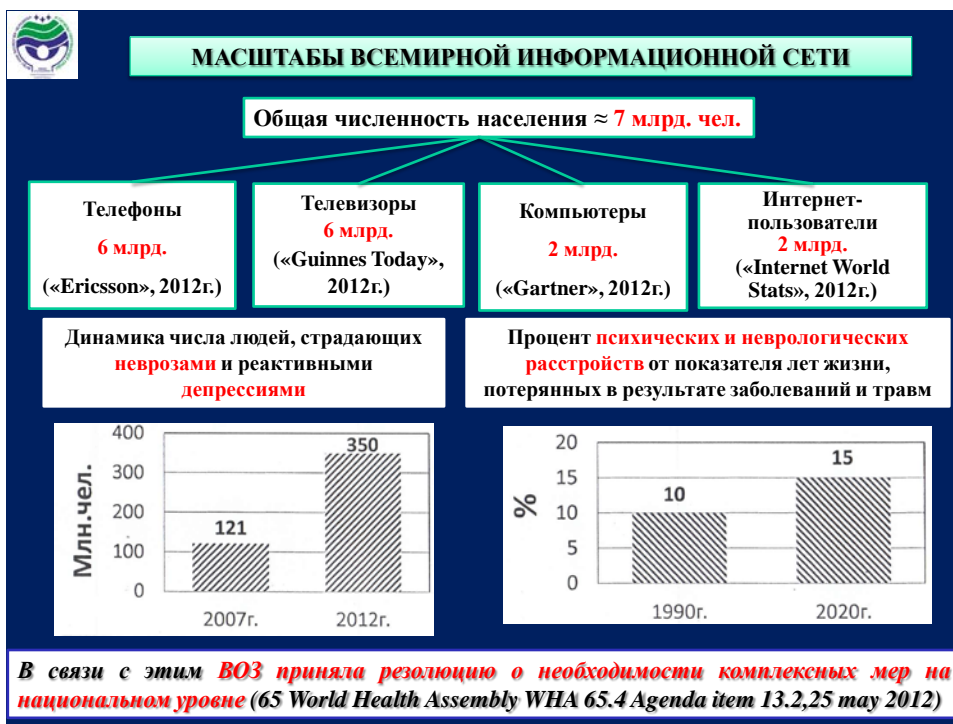 МАСШТАБЫ ВСЕМИРНОЙ ИНФОРМАЦИОННОЙ СЕТИ
Общая численность населения ≈ 7 млрд. чел.
Телефоны
6 млрд.
(«Ericsson», 2012г.)
Телевизоры
6 млрд.
(«Guinnes Today»,
2012г.)
Компьютеры
2 млрд.
(«Gartner», 2012г.)
Интернет-
пользователи
2 млрд.
(«Internet World
Stats», 2012г.)
Динамика числа людей, страдающих
неврозами и реактивными
депрессиями
Процент психических и неврологических
расстройств от показателя лет жизни,
потерянных в результате заболеваний и травм
Млн.чел.
400
300
200
100
0
121
350
2007г.
2012г.
%
20
15
10
5
0
10
15
1990г.
2020г.
В связи с этим ВОЗ приняла резолюцию о необходимости комплексных мер на
национальном уровне (65 World Health Assembly WHA 65.4 Agenda item 13.2,25 may 2012)